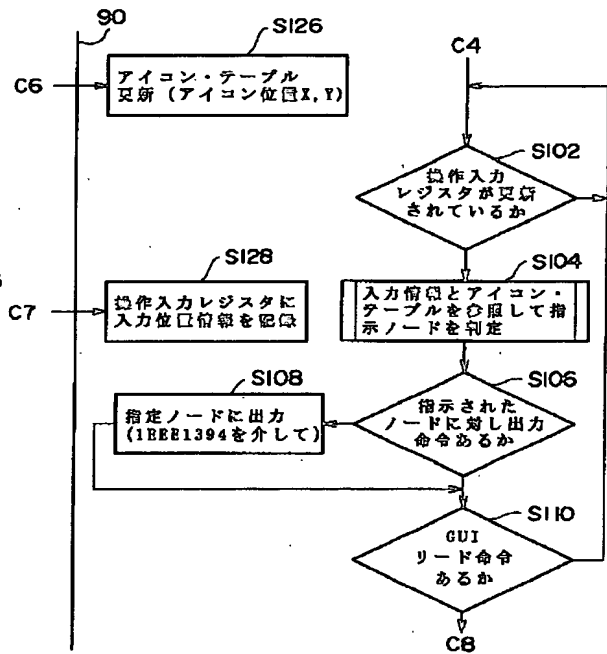 90
S126
C6
アイコン・テーブル
更新 (アイコン位置X,Y)
C4
S102
操作入力
レジスタが更新
されているか
S128
C7
操作入力レジスタに
入力位置情報を記録
S104
入力情報とアイコン・
テーブルを参照して指
示ノードを判定
S106
指示された
ノードに対し出力
命令あるか
S108
指定ノードに出力
(IEEE1394を介して)
S110
GUI
リード命令
あるか
C8